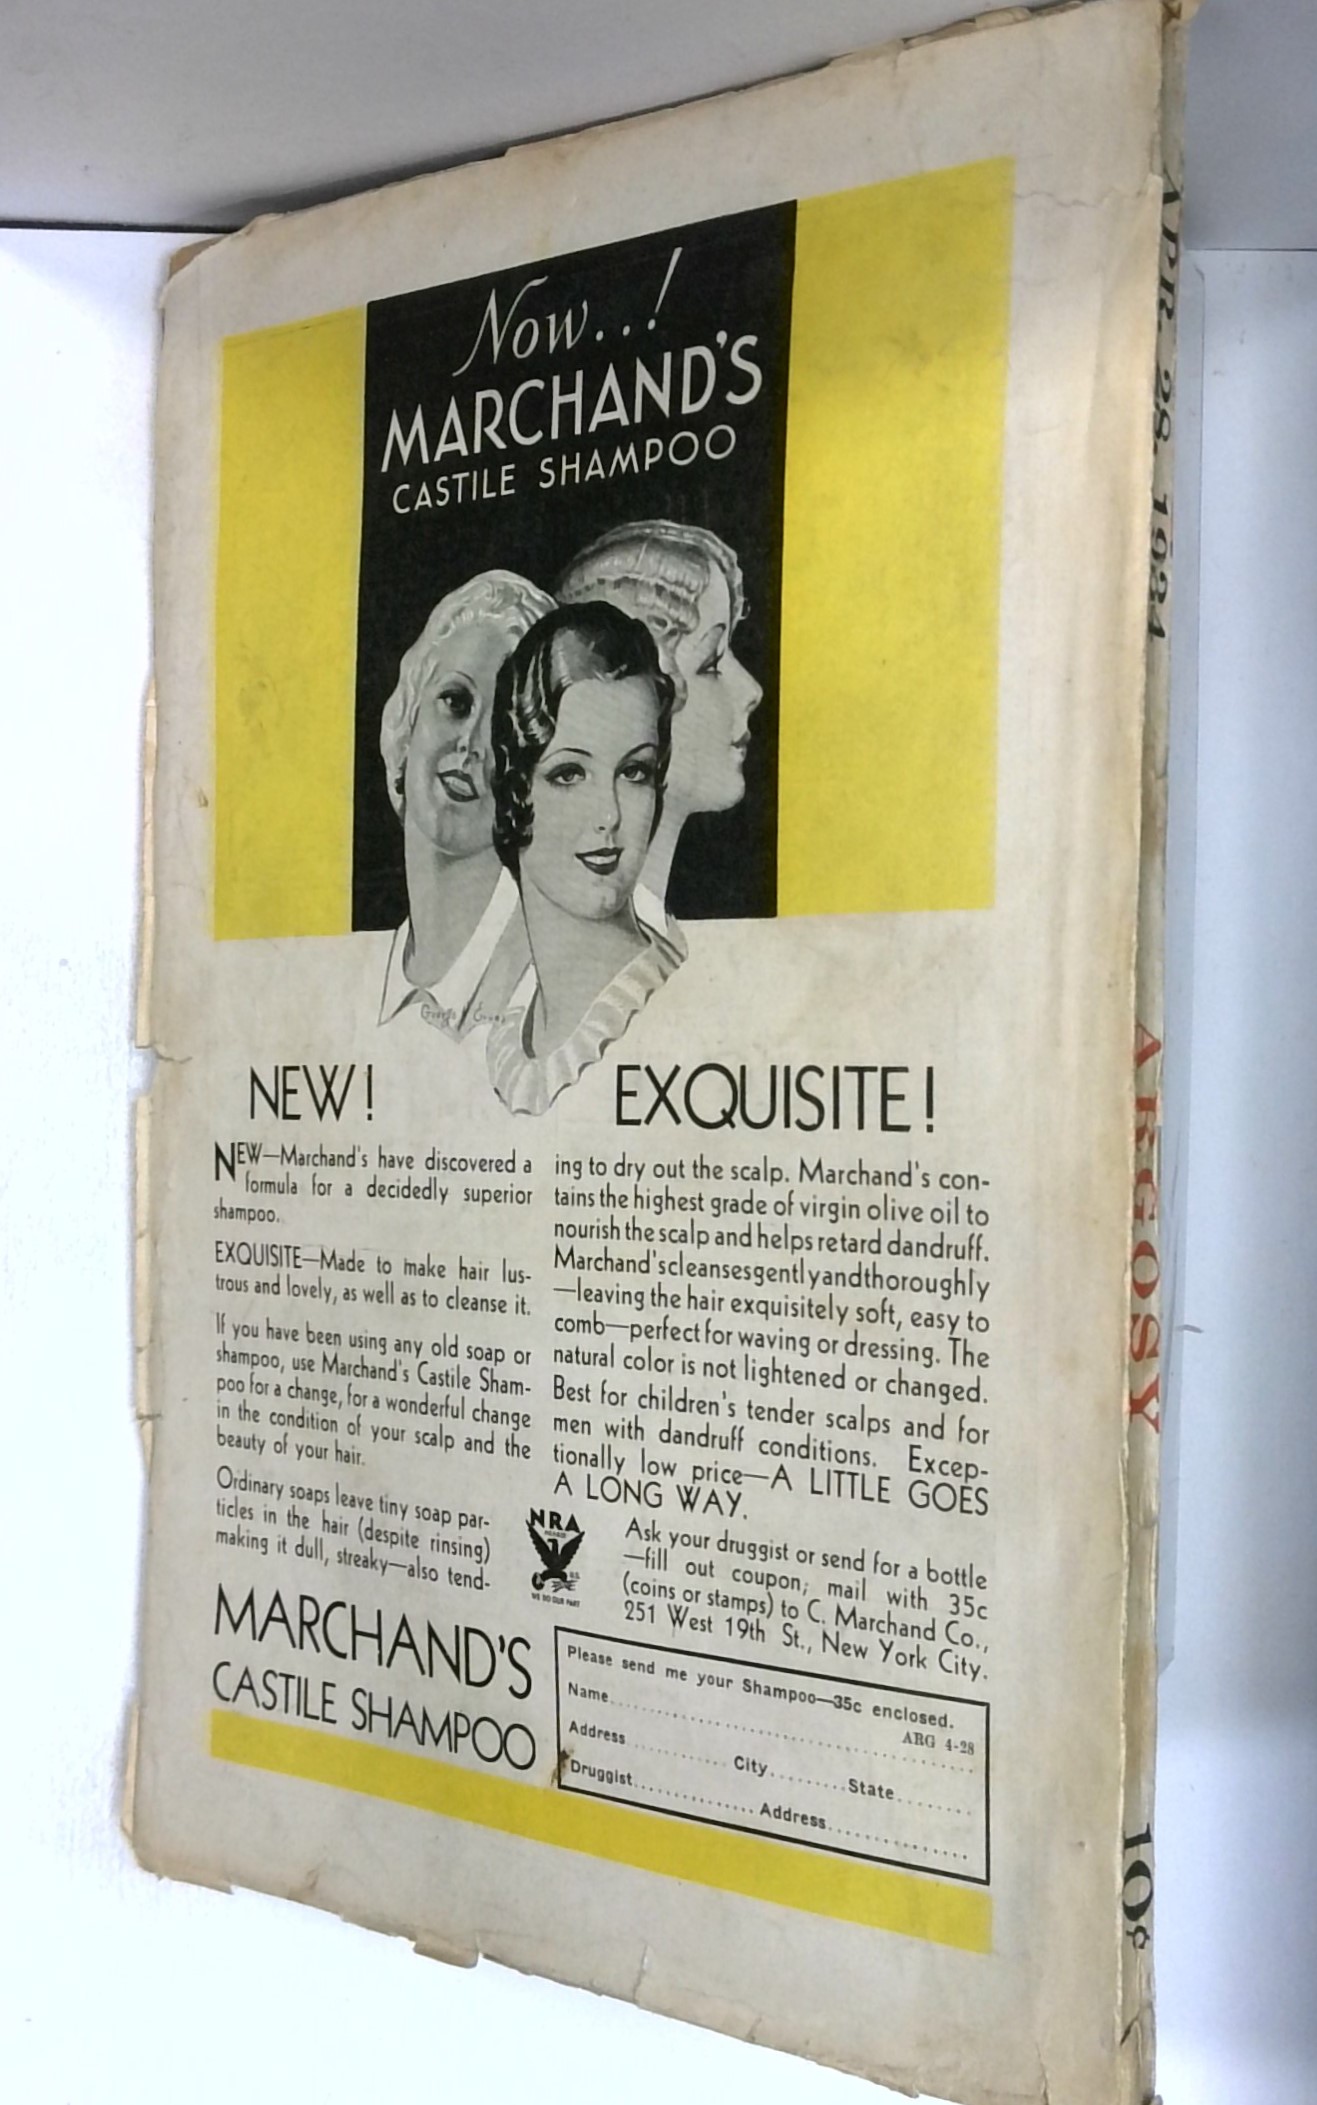 Now..!
MARCHAND'S
CASTILE SHAMPOO
NEW!
EXQUISITE!
NEW—Marchand's have discovered a
formula for a decidedly superior
shampoo.
EXQUISITE—Made to make hair lus-
trous and lovely, as well as to cleanse it.
If you have been using any old soap or
shampoo, use Marchand's Castile Sham-
poo for a change, for a wonderful change
in the condition of your scalp and the
beauty of your hair.
Ordinary soaps leave tiny soap par-
ticles in the hair (despite rinsing)
making it dull, streaky—also tend-
ing to dry out the scalp. Marchand's con-
tains the highest grade of virgin olive oil to
nourish the scalp and helps retard dandruff.
Marchand's cleanses gently and thoroughly
—leaving the hair exquisitely soft, easy to
comb—perfect for waving or dressing. The
natural color is not lightened or changed.
Best for children's tender scalps and for
men with dandruff conditions. Excep-
tionally low price—A LITTLE GOES
A LONG WAY.
NRA
MEMBER
U.S.
WE DO OUR PART
Ask your druggist or send for a bottle
—fill out coupon; mail with 35c
(coins or stamps) to C. Marchand Co.,
251 West 19th St., New York City.
MARCHAND'S
CASTILE SHAMPOO
Please send me your Shampoo—35c enclosed.
ARG 4-28
Name
Address City State
Druggist Address
APR. 28, 1934
ARGOSY
10¢